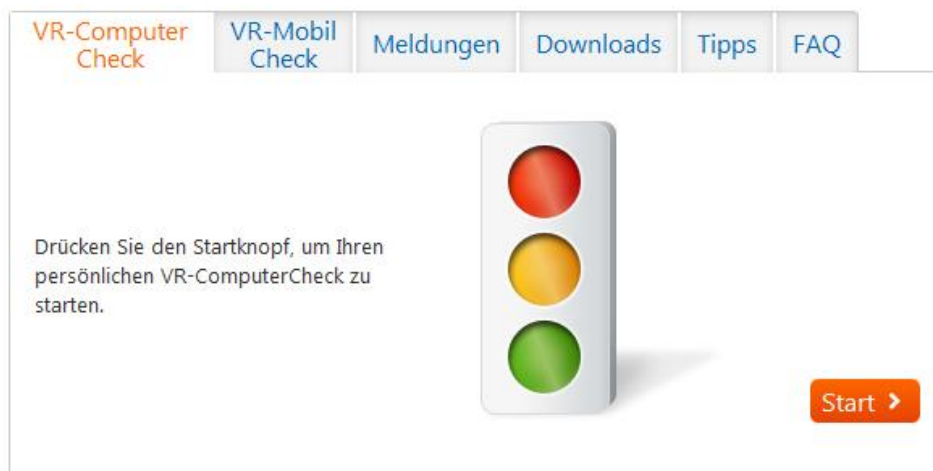 VR-Computer
Check
VR-Mobil
Check
Meldungen
Downloads
Tipps
FAQ
Drücken Sie den Startknopf, um Ihren
persönlichen VR-ComputerCheck zu
starten.
Start